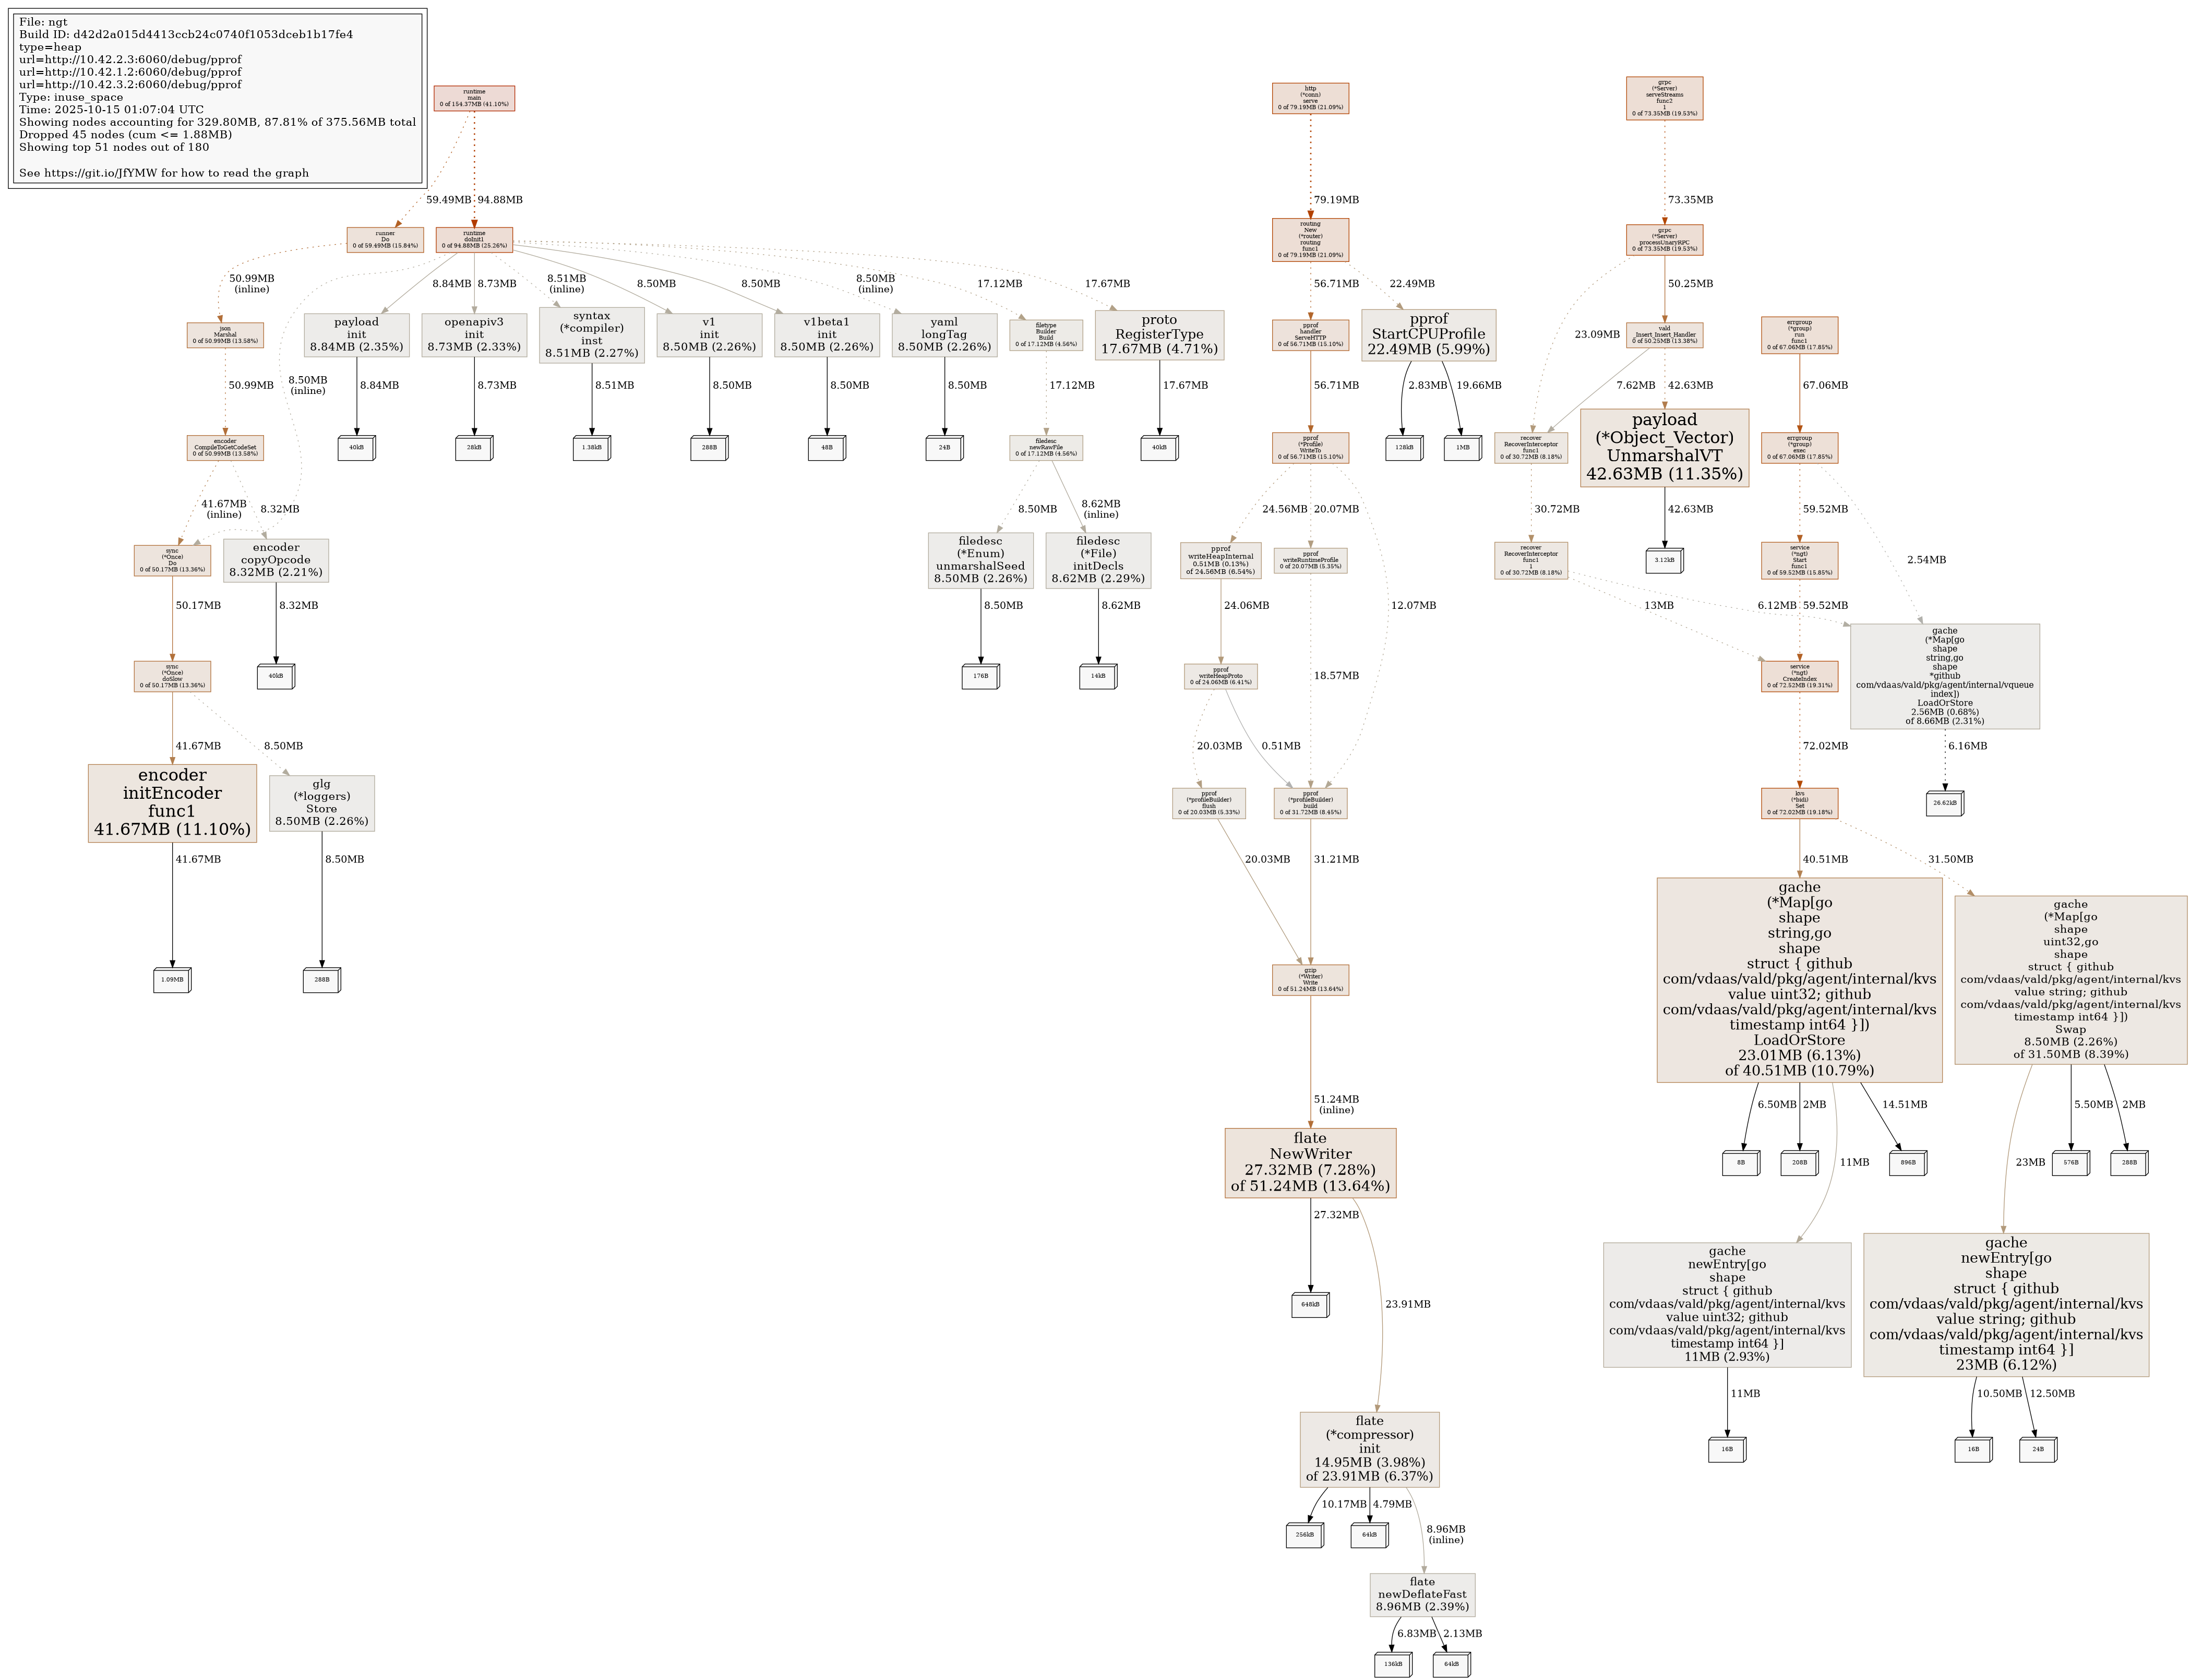 File: ngt
Build ID: d42d2a015d4413ccb24c0740f1053dceb1b17fe4
type=heap
url=http://10.42.2.3:6060/debug/pprof
url=http://10.42.1.2:6060/debug/pprof
url=http://10.42.3.2:6060/debug/pprof
Type: inuse_space
Time: 2025-10-15 01:07:04 UTC
Showing nodes accounting for 329.80MB, 87.81% of 375.56MB total
Dropped 45 nodes (cum <= 1.88MB)
Showing top 51 nodes out of 180
See https://git.io/JfYMW for how to read the graph
runtime
main
0 of 154.37MB (41.10%)
http
(*conn)
serve
0 of 79.19MB (21.09%)
grpc
(*Server)
serveStreams
func2
1
0 of 73.35MB (19.53%)
59.49MB
94.88MB
79.19MB
73.35MB
runner
Do
0 of 59.49MB (15.84%)
runtime
doInit1
0 of 94.88MB (25.26%)
routing
New
(*router)
routing
func1
0 of 79.19MB (21.09%)
grpc
(*Server)
processUnaryRPC
0 of 73.35MB (19.53%)
50.99MB
(inline)
8.84MB
8.73MB
8.51MB
(inline)
8.50MB
8.50MB
8.50MB
(inline)
17.12MB
17.67MB
56.71MB
22.49MB
50.25MB
json
Marshal
0 of 50.99MB (13.58%)
payload
init
8.84MB (2.35%)
openapiv3
init
8.73MB (2.33%)
syntax
(*compiler)
inst
8.51MB (2.27%)
v1
init
8.50MB (2.26%)
v1beta1
init
8.50MB (2.26%)
yaml
longTag
8.50MB (2.26%)
filetype
Builder
Build
0 of 17.12MB (4.56%)
proto
RegisterType
17.67MB (4.71%)
pprof
handler
ServeHTTP
0 of 56.71MB (15.10%)
pprof
StartCPUProfile
22.49MB (5.99%)
23.09MB
vald
Insert_Insert_Handler
0 of 50.25MB (13.38%)
errgroup
(*group)
run
func1
0 of 67.06MB (17.85%)
50.99MB
8.50MB
(inline)
8.84MB
8.73MB
8.51MB
8.50MB
8.50MB
8.50MB
17.12MB
17.67MB
56.71MB
2.83MB
19.66MB
7.62MB
42.63MB
67.06MB
encoder
CompileToGetCodeSet
0 of 50.99MB (13.58%)
40kB
28kB
1.38kB
288B
48B
24B
filedesc
newRawFile
0 of 17.12MB (4.56%)
40kB
pprof
(*Profile)
WriteTo
0 of 56.71MB (15.10%)
128kB
1MB
recover
RecoverInterceptor
func1
0 of 30.72MB (8.18%)
payload
(*Object_Vector)
UnmarshalVT
42.63MB (11.35%)
errgroup
(*group)
exec
0 of 67.06MB (17.85%)
41.67MB
(inline)
8.32MB
8.50MB
8.62MB
(inline)
24.56MB
20.07MB
30.72MB
42.63MB
59.52MB
sync
(*Once)
Do
0 of 50.17MB (13.36%)
encoder
copyOpcode
8.32MB (2.21%)
filedesc
(*Enum)
unmarshalSeed
8.50MB (2.26%)
filedesc
(*File)
initDecls
8.62MB (2.29%)
pprof
writeHeapInternal
0.51MB (0.13%)
of 24.56MB (6.54%)
pprof
writeRuntimeProfile
0 of 20.07MB (5.35%)
recover
RecoverInterceptor
func1
1
0 of 30.72MB (8.18%)
3.12kB
service
(*ngt)
Start
func1
0 of 59.52MB (15.85%)
2.54MB
50.17MB
8.32MB
8.50MB
8.62MB
24.06MB
12.07MB
13MB
6.12MB
59.52MB
sync
(*Once)
doSlow
0 of 50.17MB (13.36%)
40kB
176B
14kB
pprof
writeHeapProto
0 of 24.06MB (6.41%)
18.57MB
service
(*ngt)
CreateIndex
0 of 72.52MB (19.31%)
gache
(*Map[go
shape
string,go
shape
*github
com/vdaas/vald/pkg/agent/internal/vqueue
index])
LoadOrStore
2.56MB (0.68%)
of 8.66MB (2.31%)
41.67MB
8.50MB
20.03MB
0.51MB
72.02MB
6.16MB
encoder
initEncoder
func1
41.67MB (11.10%)
glg
(*loggers)
Store
8.50MB (2.26%)
pprof
(*profileBuilder)
flush
0 of 20.03MB (5.33%)
pprof
(*profileBuilder)
build
0 of 31.72MB (8.45%)
kvs
(*bidi)
Set
0 of 72.02MB (19.18%)
26.62kB
41.67MB
8.50MB
20.03MB
31.21MB
40.51MB
31.50MB
1.09MB
288B
gzip
(*Writer)
Write
0 of 51.24MB (13.64%)
gache
(*Map[go
shape
string,go
shape
struct { github
com/vdaas/vald/pkg/agent/internal/kvs
value uint32; github
com/vdaas/vald/pkg/agent/internal/kvs
timestamp int64 }])
LoadOrStore
23.01MB (6.13%)
of 40.51MB (10.79%)
gache
(*Map[go
shape
uint32,go
shape
struct { github
com/vdaas/vald/pkg/agent/internal/kvs
value string; github
com/vdaas/vald/pkg/agent/internal/kvs
timestamp int64 }])
Swap
8.50MB (2.26%)
of 31.50MB (8.39%)
51.24MB
(inline)
6.50MB
2MB
14.51MB
5.50MB
2MB
flate
NewWriter
27.32MB (7.28%)
of 51.24MB (13.64%)
8B
208B
11MB
896B
23MB
576B
288B
27.32MB
648kB
23.91MB
gache
newEntry[go
shape
struct { github
com/vdaas/vald/pkg/agent/internal/kvs
value uint32; github
com/vdaas/vald/pkg/agent/internal/kvs
timestamp int64 }]
11MB (2.93%)
gache
newEntry[go
shape
struct { github
com/vdaas/vald/pkg/agent/internal/kvs
value string; github
com/vdaas/vald/pkg/agent/internal/kvs
timestamp int64 }]
23MB (6.12%)
11MB
10.50MB
12.50MB
flate
(*compressor)
init
14.95MB (3.98%)
of 23.91MB (6.37%)
16B
16B
24B
10.17MB
4.79MB
8.96MB
(inline)
256kB
64kB
flate
newDeflateFast
8.96MB (2.39%)
6.83MB
2.13MB
136kB
64kB